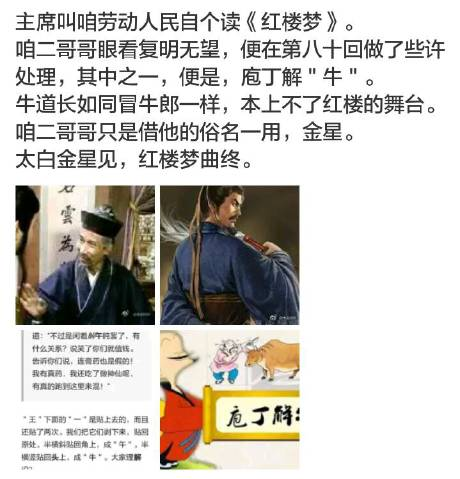 主席叫咱劳动人民自个读《红楼梦》。
咱二哥哥眼看复明无望，便在第八十回做了些许
处理，其中之一，便是，庖丁解＂牛＂。
牛道长如同冒牛郎一样，本上不了红楼的舞台。
咱二哥哥只是借他的俗名一用，金星。
太白金星见，红楼梦曲终。
石
雲
為
道：“不过是闲着解午盹罢了，有
什么关系？说笑了你们就值钱。
告诉你们说，连膏药也是假的！
我有真药，我还吃了做神仙呢。
有真的跑到这里来混！”
“王”下面的“一”是贴上去的，而且
还贴了两次。我们把它们剥下来，贴回
原处。半横斜贴回角上，成“午”，半
横竖贴回头上，成“牛”。大家理解
庖丁解